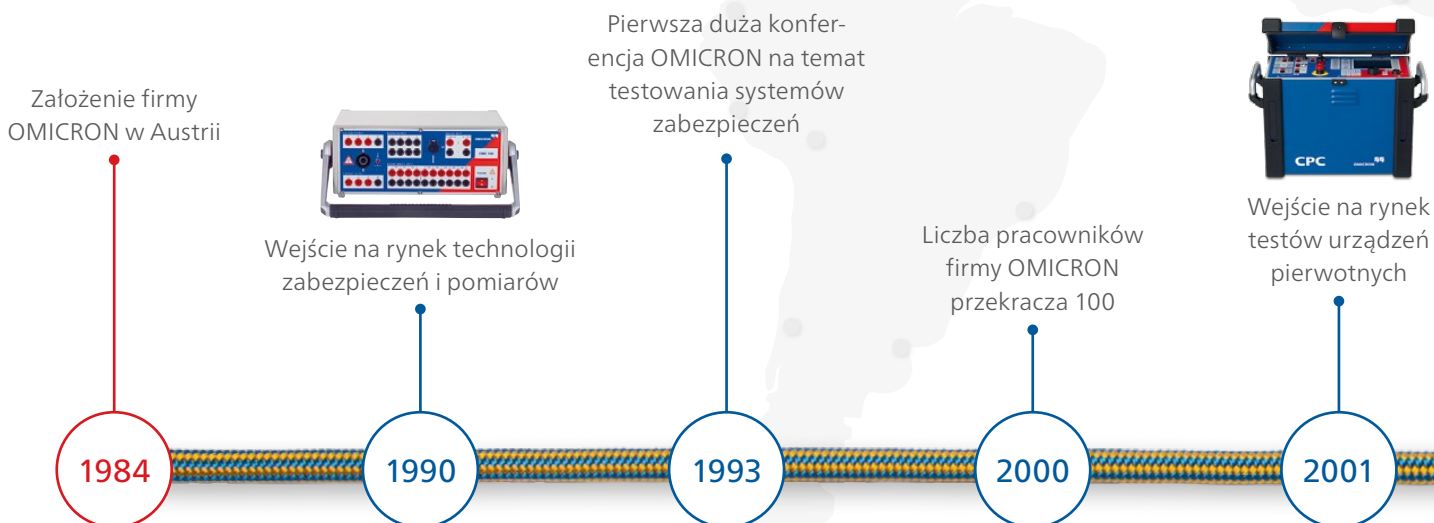 Założenie firmy
OMICRON w Austrii
1984
Wejście na rynek technologii
zabezpieczeń i pomiarów
1990
Pierwsza duża konfer-
encja OMICRON na temat
testowania systemów
zabezpieczeń
1993
Liczba pracowników
firmy OMICRON
przekracza 100
2000
CPC
OMICRON
Wejście na rynek
testów urządzeń
pierwotnych
2001